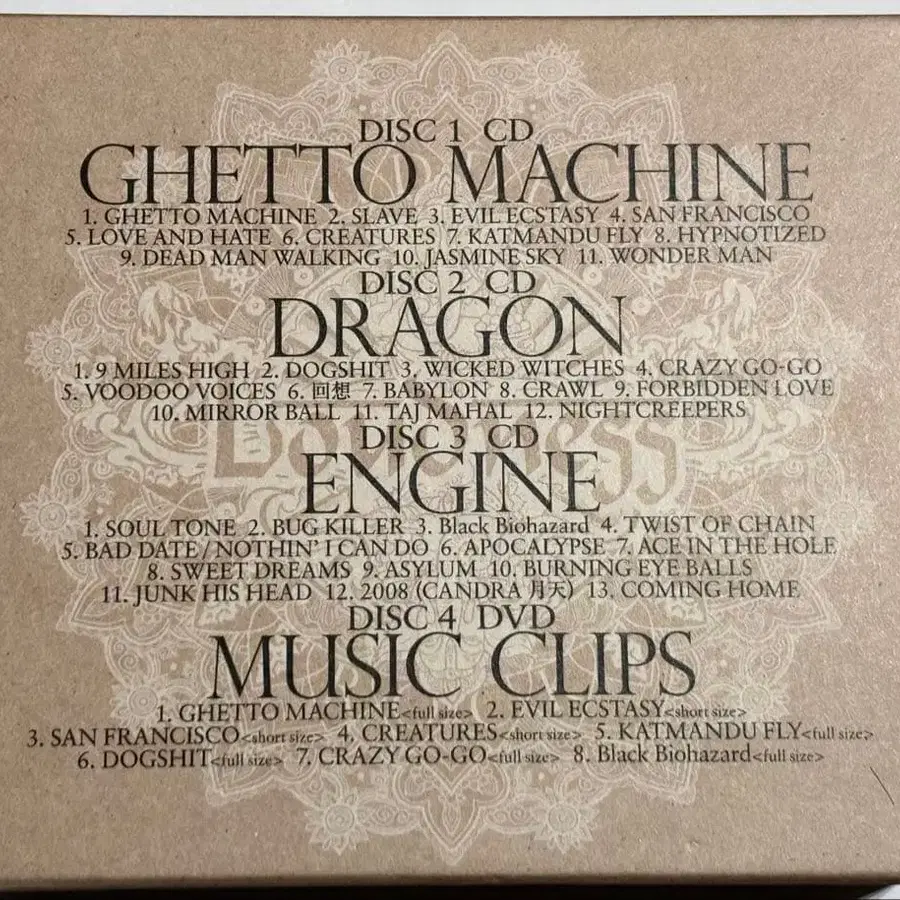 DISC 1 CD
GHETTO MACHINE
1. GHETTO MACHINE 2. SLAVE 3. EVIL ECSTASY 4. SAN FRANCISCO
5. LOVE AND HATE 6. CREATURES 7. KATMANDU FLY 8. HYPNOTIZED
9. DEAD MAN WALKING 10. JASMINE SKY 11. WONDER MAN
DISC 2 CD
DRAGON
1. 9 MILES HIGH 2. DOGSHIT 3. WICKED WITCHES 4. CRAZY GO-GO
5. VOODOO VOICES 6. 回想 7. BABYLON 8. CRAWL 9. FORBIDDEN LOVE
10. MIRROR BALL 11. TAJ MAHAL 12. NIGHTCREEPERS
Loudness
DISC 3 CD
ENGINE
1. SOUL TONE 2. BUG KILLER 3. Black Biohazard 4. TWIST OF CHAIN
5. BAD DATE / NOTHIN' I CAN DO 6. APOCALYPSE 7. ACE IN THE HOLE
8. SWEET DREAMS 9. ASYLUM 10. BURNING EYE BALLS
11. JUNK HIS HEAD 12. 2008 (CANDRA 月天) 13. COMING HOME
DISC 4 DVD
MUSIC CLIPS
1. GHETTO MACHINE<full size> 2. EVIL ECSTASY<short size>
3. SAN FRANCISCO<short size> 4. CREATURES<short size> 5. KATMANDU FLY<full size>
6. DOGSHIT<full size> 7. CRAZY GO-GO<full size> 8. Black Biohazard<full size>